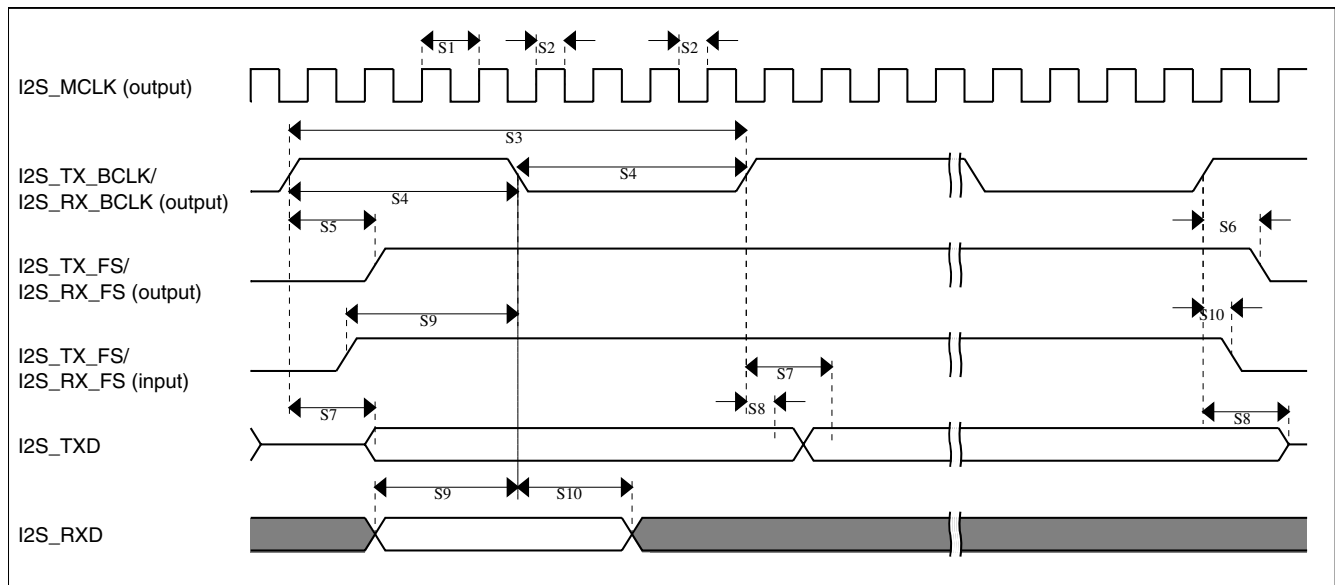 S1 S2 S2
I2S_MCLK (output)
S3
I2S_TX_BCLK/
I2S_RX_BCLK (output)
S4
S4
S5
S6
I2S_TX_FS/
I2S_RX_FS (output)
S9
S10
I2S_TX_FS/
I2S_RX_FS (input)
S7
S7
S8
S8
I2S_TXD
S9 S10
I2S_RXD